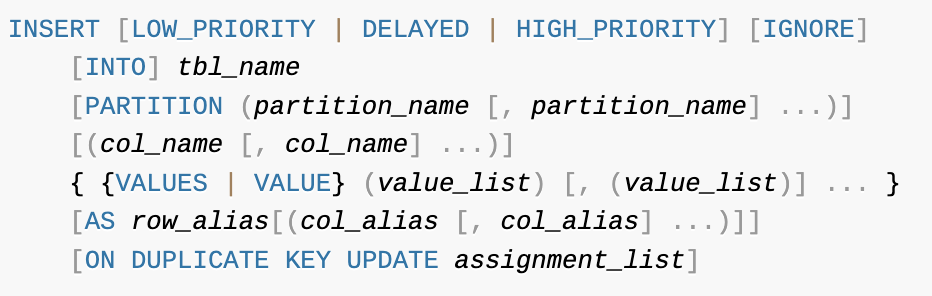 INSERT [LOW_PRIORITY | DELAYED | HIGH_PRIORITY] [IGNORE]
    [INTO] tbl_name
    [PARTITION (partition_name [, partition_name] ...)]
    [(col_name [, col_name] ...)]
    { {VALUES | VALUE} (value_list) [, (value_list)] ... }
    [AS row_alias[(col_alias [, col_alias] ...)]]
    [ON DUPLICATE KEY UPDATE assignment_list]